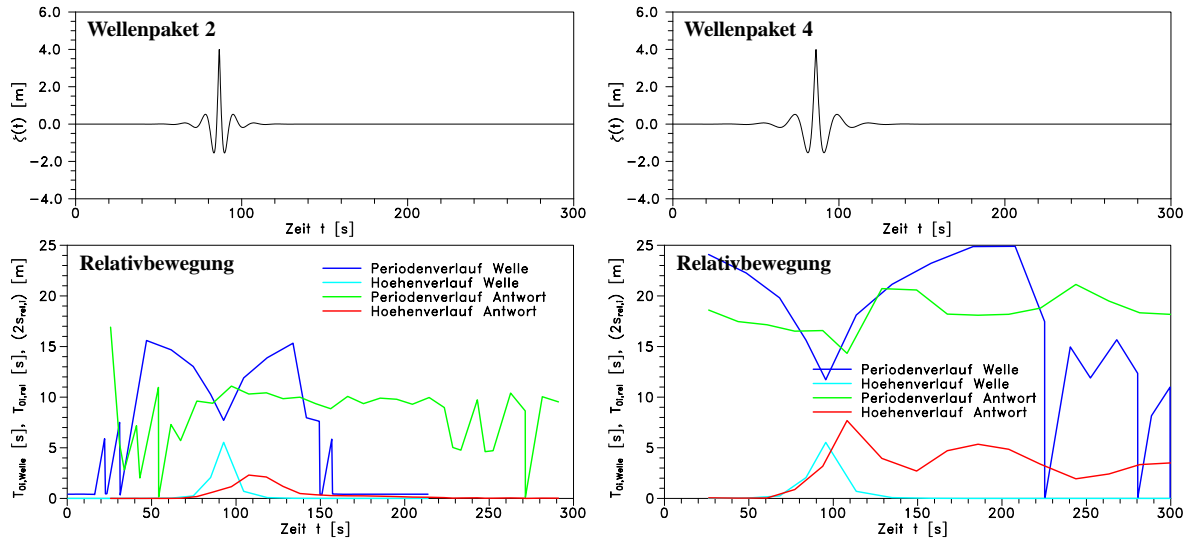 Wellenpaket 2
ζ(t) [m]
6.0
4.0
2.0
0.0
−2.0
−4.0
0 100 200 300
Zeit t [s]
Wellenpaket 4
ζ(t) [m]
6.0
4.0
2.0
0.0
−2.0
−4.0
0 100 200 300
Zeit t [s]
Relativbewegung
Periodenverlauf Welle
Hoehenverlauf Welle
Periodenverlauf Antwort
Hoehenverlauf Antwort
T0i,Welle [s], T0i,rel [s], (2srel,i) [m]
25
20
15
10
5
0
0 50 100 150 200 250 300
Zeit t [s]
Relativbewegung
Periodenverlauf Welle
Hoehenverlauf Welle
Periodenverlauf Antwort
Hoehenverlauf Antwort
T0i,Welle [s], T0i,rel [s], (2srel,i) [m]
25
20
15
10
5
0
0 50 100 150 200 250 300
Zeit t [s]